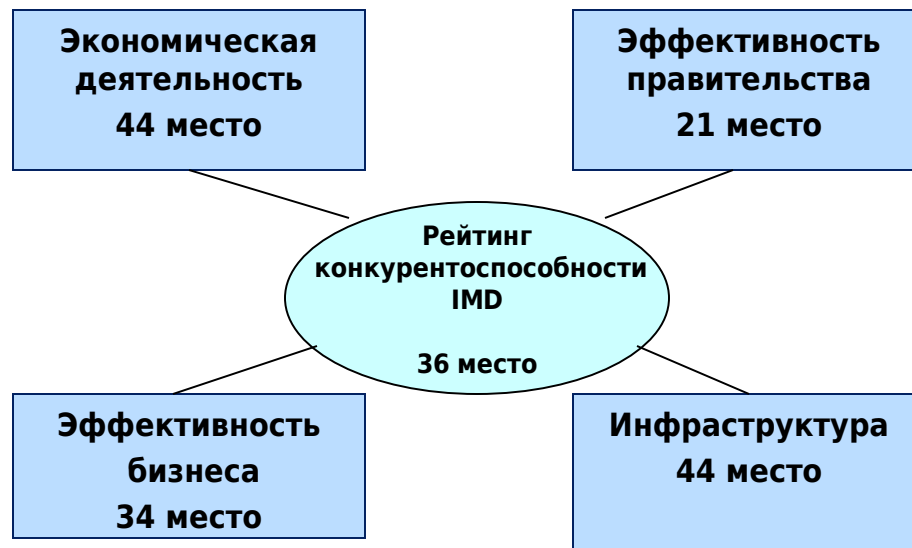 Экономическая
деятельность
44 место
Эффективность
правительства
21 место
Рейтинг
конкурентоспособности
IMD
36 место
Эффективность
бизнеса
34 место
Инфраструктура
44 место